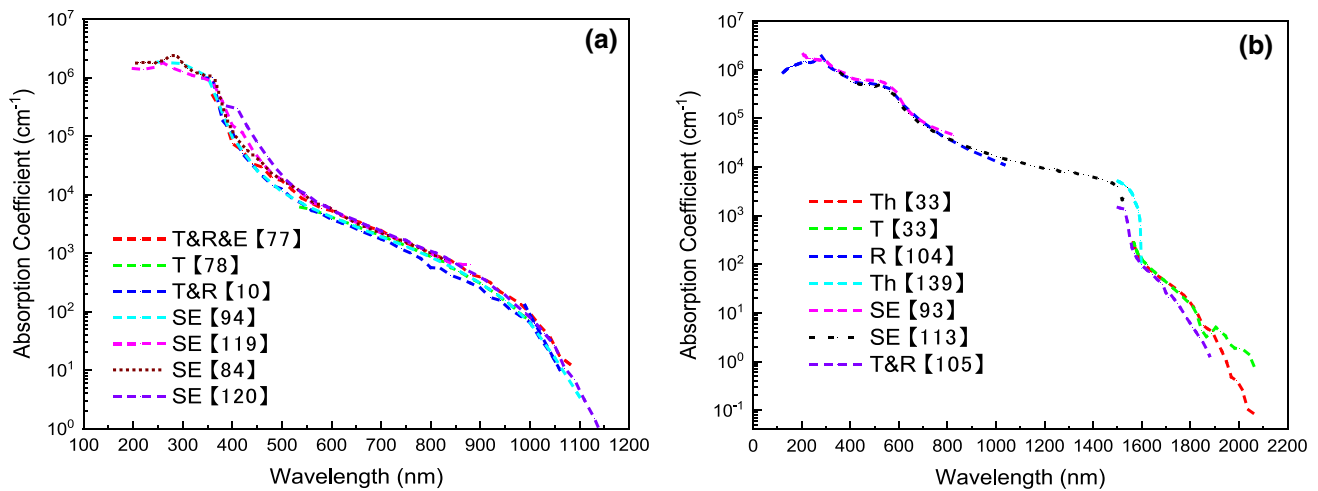 (a)
Absorption Coefficient (cm⁻¹)
10⁷
10⁶
10⁵
10⁴
10³
10²
10¹
10⁰
T&R&E【77】
T【78】
T&R【10】
SE【94】
SE【119】
SE【84】
SE【120】
100 200 300 400 500 600 700 800 900 1000 1100 1200
Wavelength (nm)
(b)
Absorption Coefficient (cm⁻¹)
10⁷
10⁶
10⁵
10⁴
10³
10²
10¹
10⁰
10⁻¹
Th【33】
T【33】
R【104】
Th【139】
SE【93】
SE【113】
T&R【105】
0 200 400 600 800 1000 1200 1400 1600 1800 2000 2200
Wavelength (nm)